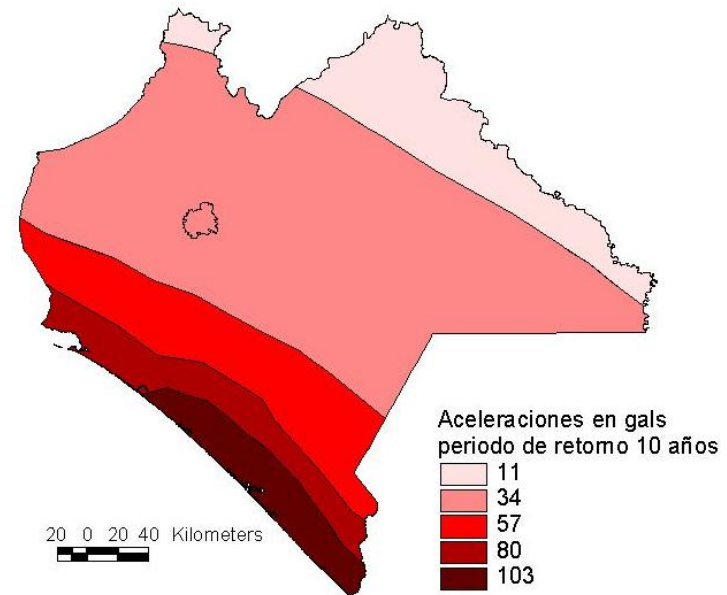 Aceleraciones en gals
periodo de retorno 10 años
11
34
57
80
103
20 0 20 40 Kilometers